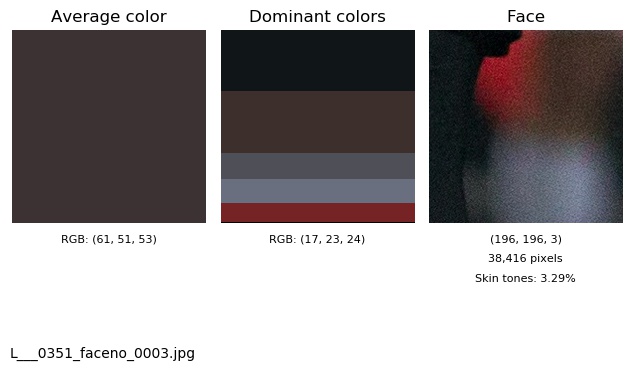 Average color
Dominant colors
Face
RGB: (61, 51, 53)
RGB: (17, 23, 24)
(196, 196, 3)
38,416 pixels
Skin tones: 3.29%
L___0351_faceno_0003.jpg